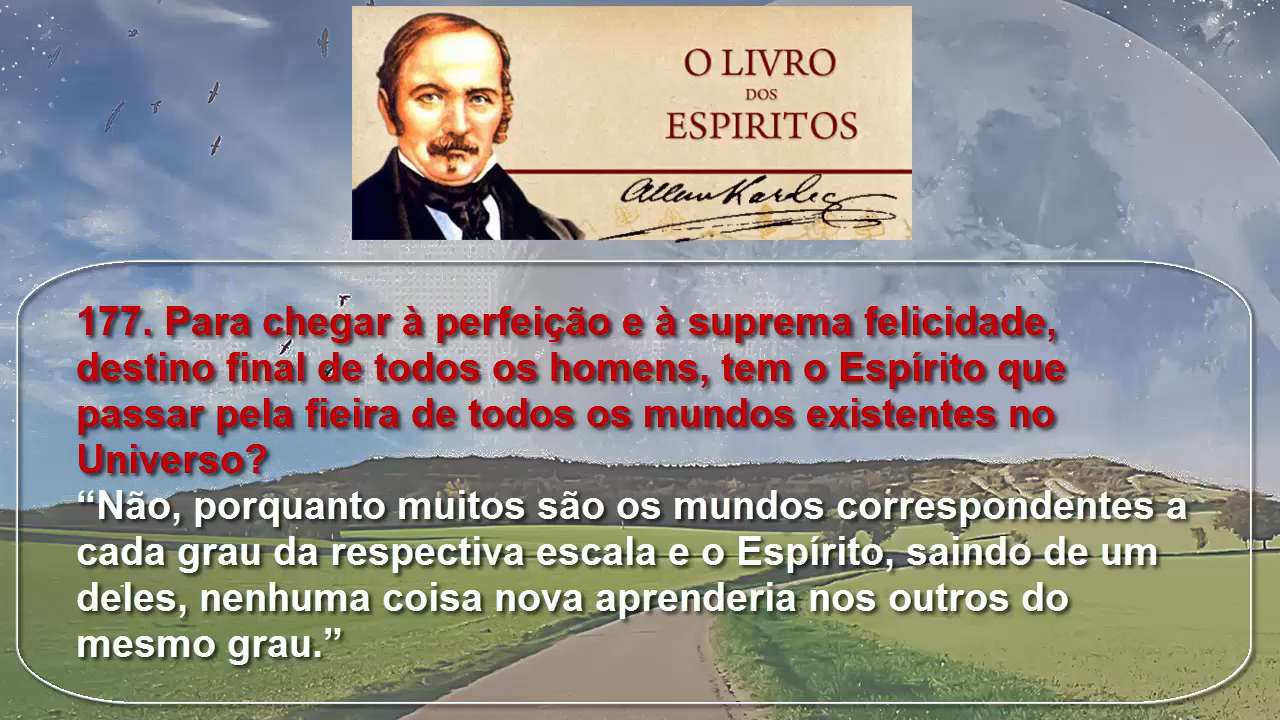 O LIVRO
DOS
ESPIRITOS
Allan Kardec
177. Para chegar à perfeição e à suprema felicidade,
destino final de todos os homens, tem o Espírito que
passar pela fieira de todos os mundos existentes no
Universo?
“Não, porquanto muitos são os mundos correspondentes a
cada grau da respectiva escala e o Espírito, saindo de um
deles, nenhuma coisa nova aprenderia nos outros do
mesmo grau.”